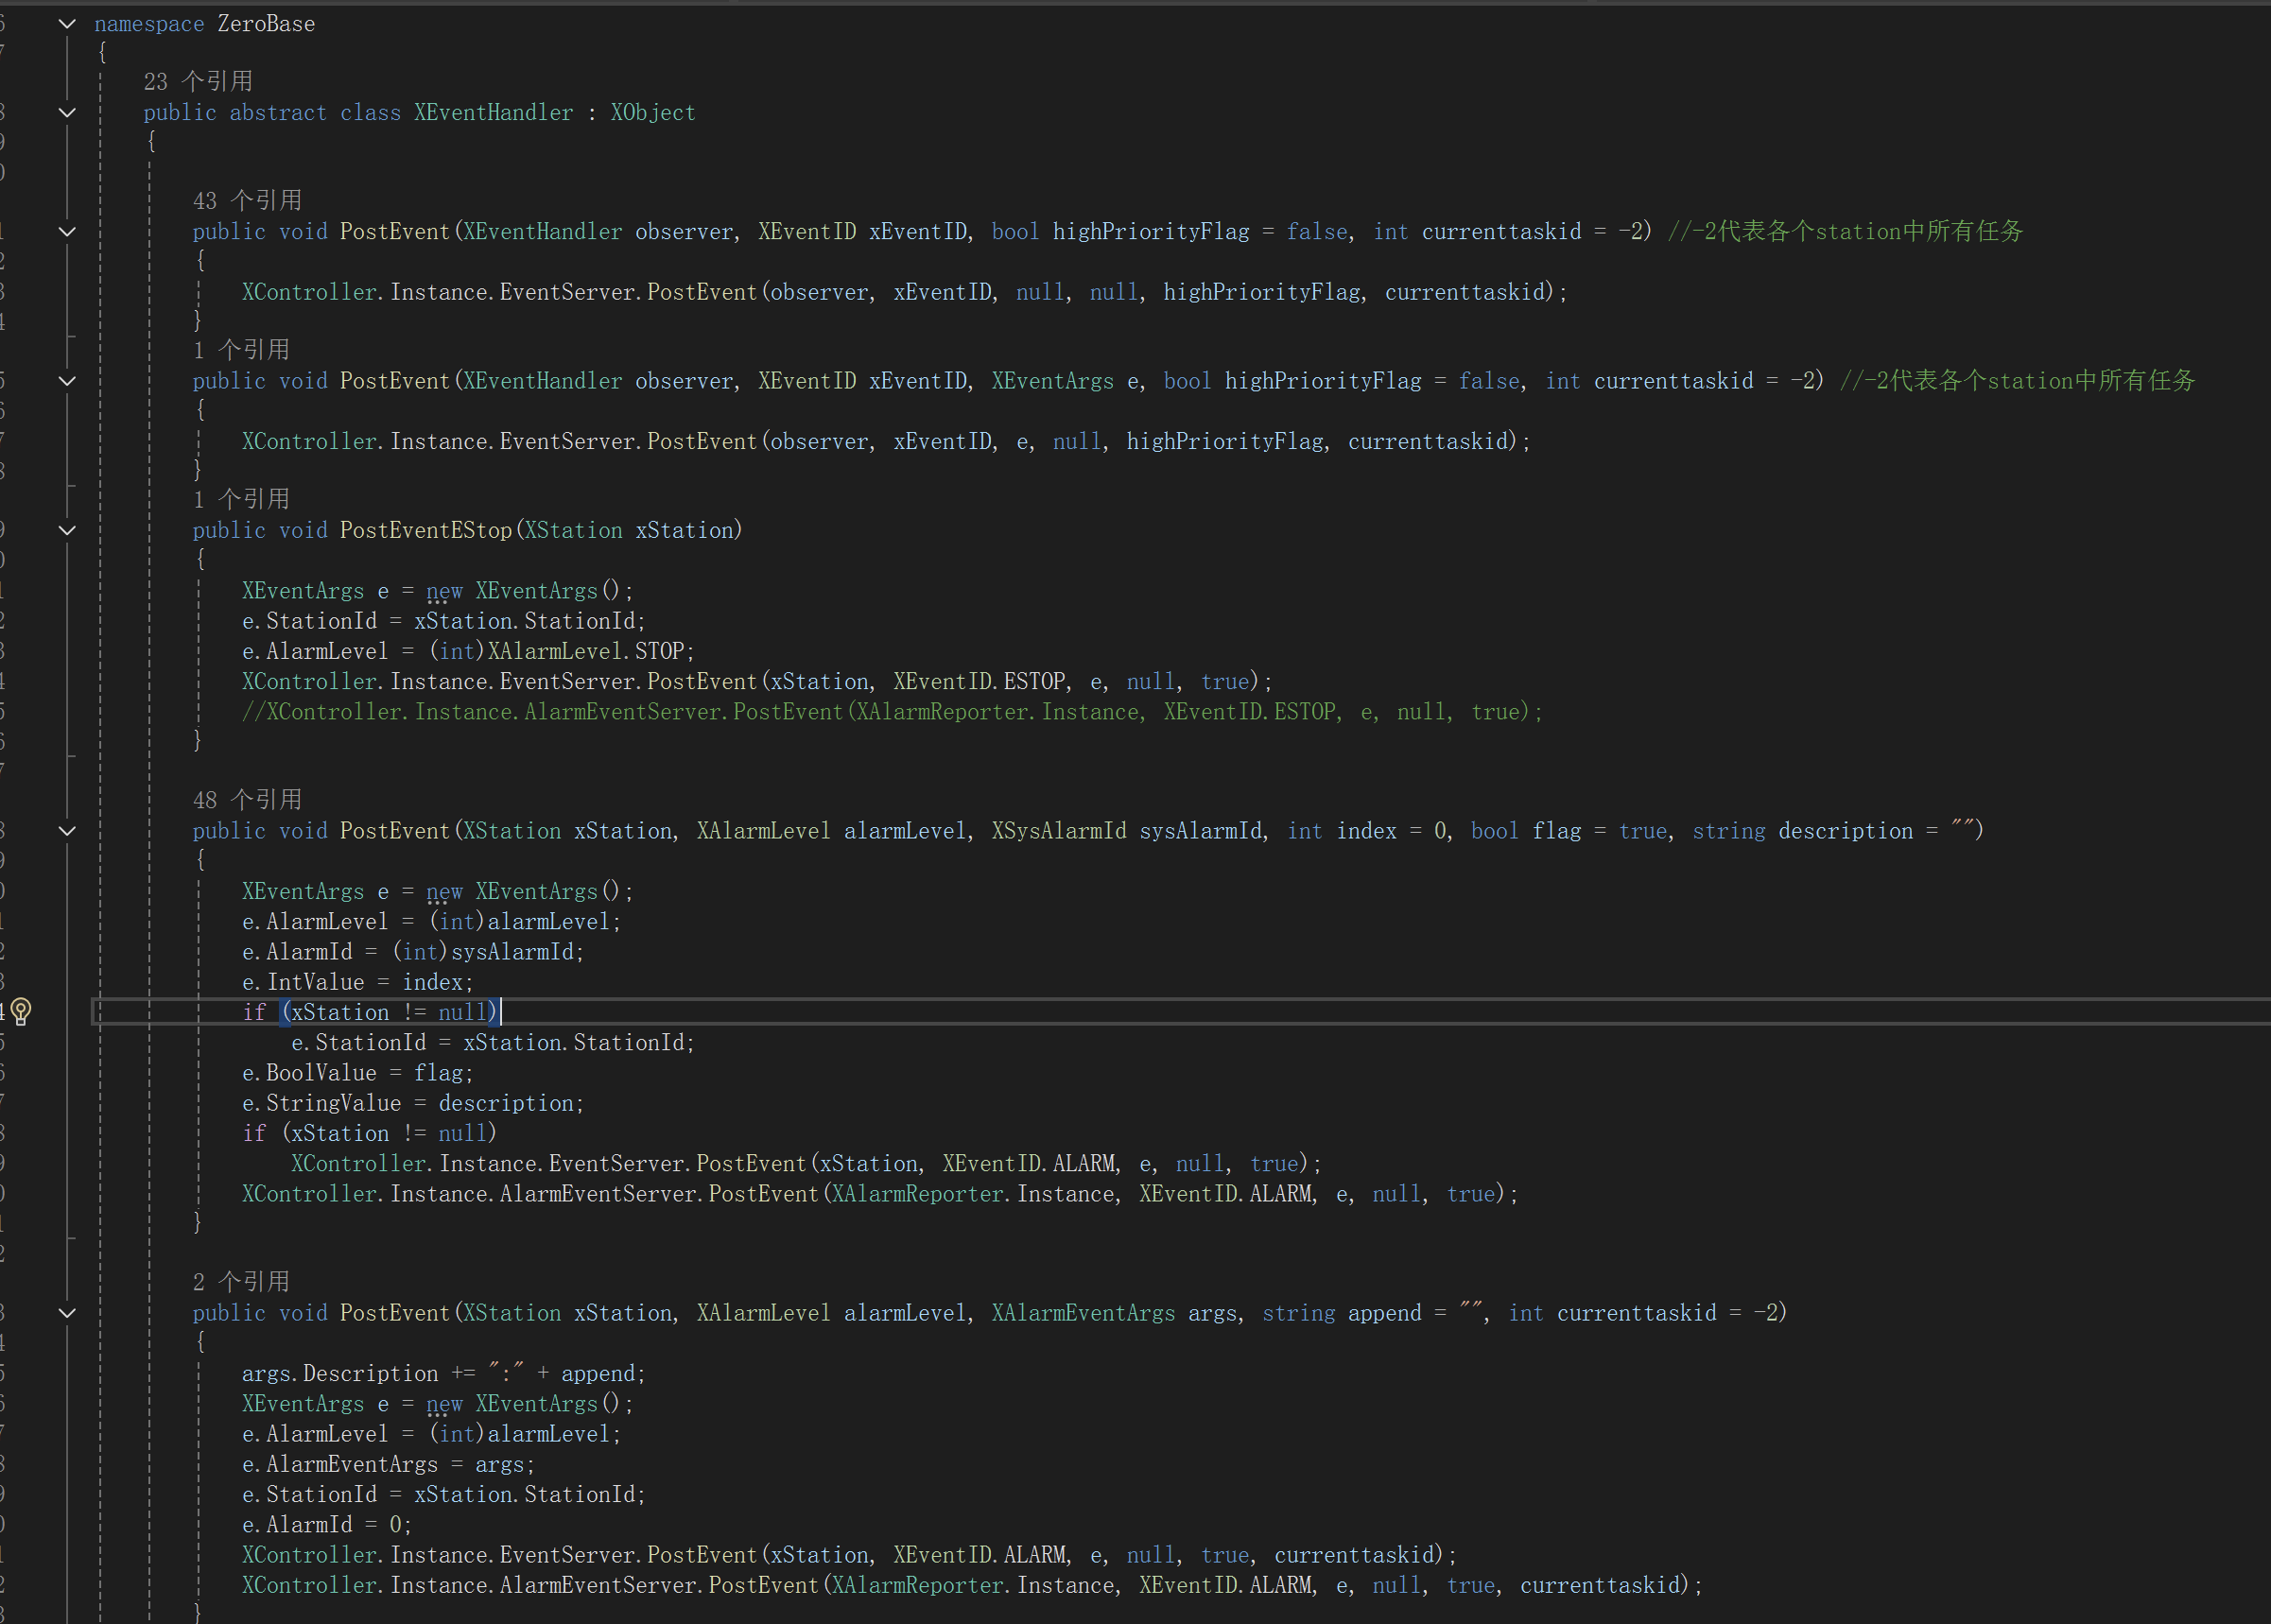 namespace ZeroBase
{
23 个引用
public abstract class XEventHandler : XObject
{
43 个引用
public void PostEvent(XEventHandler observer, XEventID xEventID, bool highPriorityFlag = false, int currenttaskid = -2) //-2代表各个station中所有任务
{
XController.Instance.EventServer.PostEvent(observer, xEventID, null, null, highPriorityFlag, currenttaskid);
}
1 个引用
public void PostEvent(XEventHandler observer, XEventID xEventID, XEventArgs e, bool highPriorityFlag = false, int currenttaskid = -2) //-2代表各个station中所有任务
{
XController.Instance.EventServer.PostEvent(observer, xEventID, e, null, highPriorityFlag, currenttaskid);
}
1 个引用
public void PostEventEStop(XStation xStation)
{
XEventArgs e = new XEventArgs();
e.StationId = xStation.StationId;
e.AlarmLevel = (int)XAlarmLevel.STOP;
XController.Instance.EventServer.PostEvent(xStation, XEventID.ESTOP, e, null, true);
//XController.Instance.AlarmEventServer.PostEvent(XAlarmReporter.Instance, XEventID.ESTOP, e, null, true);
}
48 个引用
public void PostEvent(XStation xStation, XAlarmLevel alarmLevel, XSysAlarmId sysAlarmId, int index = 0, bool flag = true, string description = "")
{
XEventArgs e = new XEventArgs();
e.AlarmLevel = (int)alarmLevel;
e.AlarmId = (int)sysAlarmId;
e.IntValue = index;
if (xStation != null)
e.StationId = xStation.StationId;
e.BoolValue = flag;
e.StringValue = description;
if (xStation != null)
XController.Instance.EventServer.PostEvent(xStation, XEventID.ALARM, e, null, true);
XController.Instance.AlarmEventServer.PostEvent(XAlarmReporter.Instance, XEventID.ALARM, e, null, true);
}
2 个引用
public void PostEvent(XStation xStation, XAlarmLevel alarmLevel, XAlarmEventArgs args, string append = "", int currenttaskid = -2)
{
args.Description += ":" + append;
XEventArgs e = new XEventArgs();
e.AlarmLevel = (int)alarmLevel;
e.AlarmEventArgs = args;
e.StationId = xStation.StationId;
e.AlarmId = 0;
XController.Instance.EventServer.PostEvent(xStation, XEventID.ALARM, e, null, true, currenttaskid);
XController.Instance.AlarmEventServer.PostEvent(XAlarmReporter.Instance, XEventID.ALARM, e, null, true, currenttaskid);
}